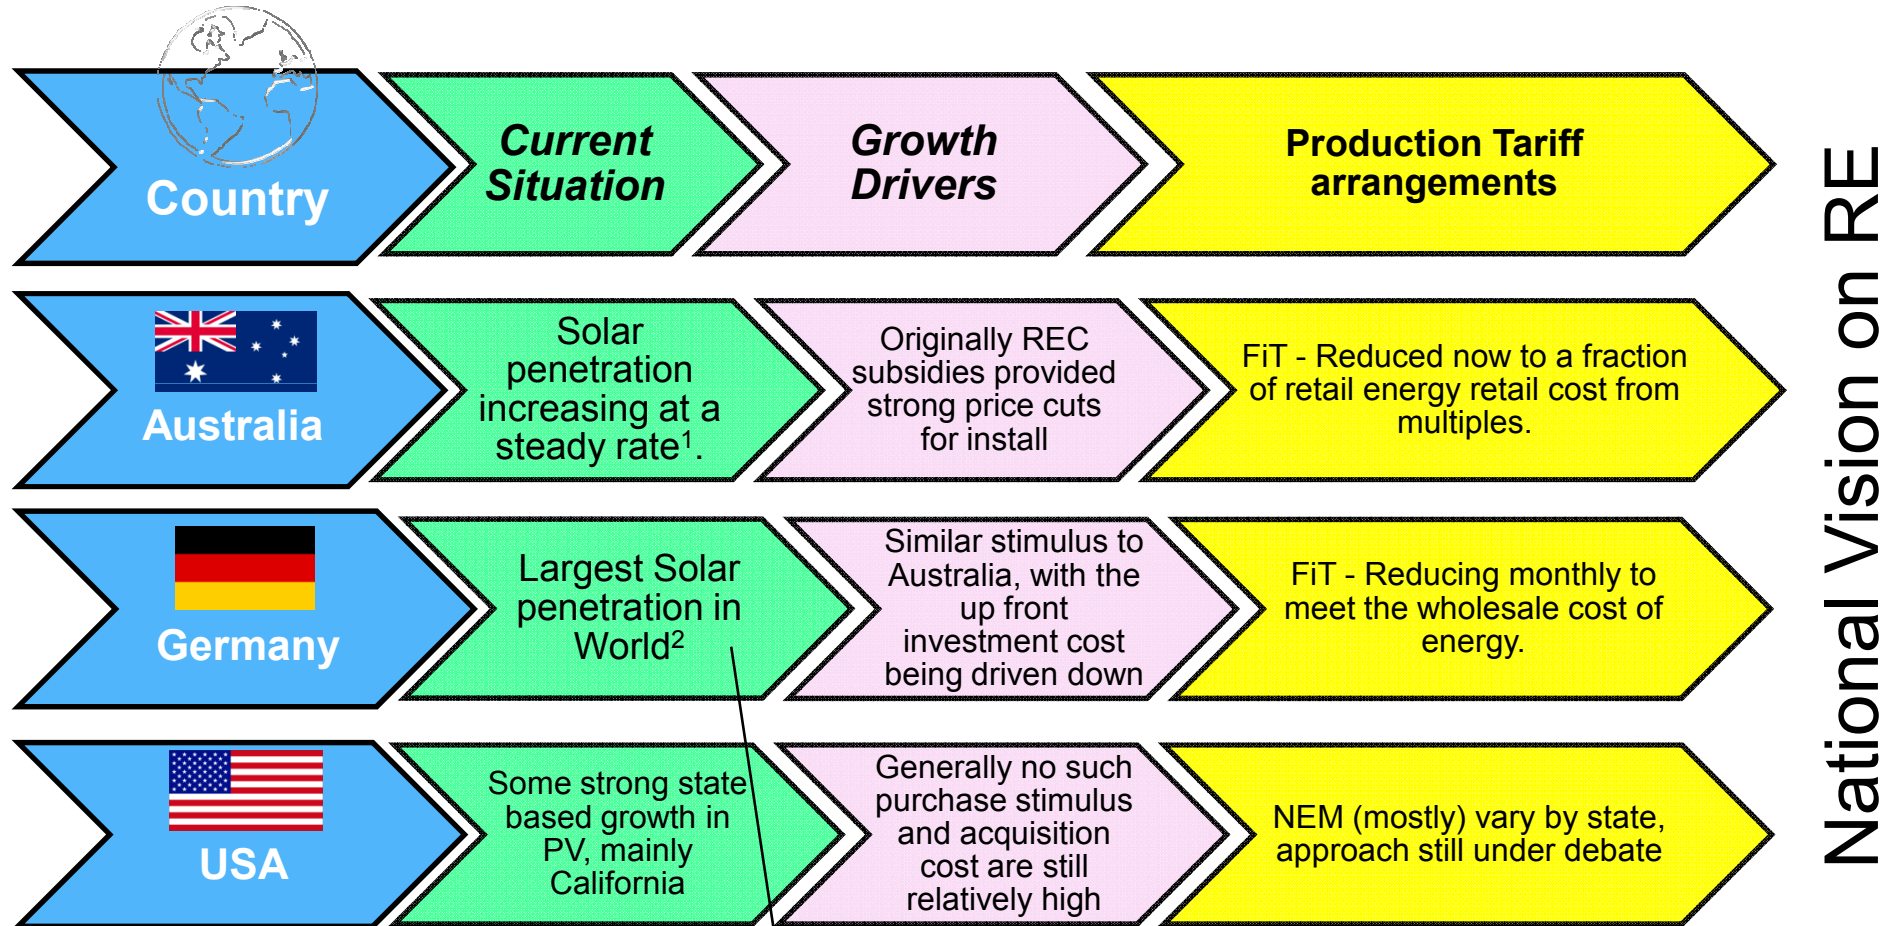 Country
Current
Situation
Growth
Drivers
Production Tariff
arrangements
Australia
Solar
penetration
increasing at a
steady rate1.
Originally REC
subsidies provided
strong price cuts
for install
FiT - Reduced now to a fraction
of retail energy retail cost from
multiples.
Germany
Largest Solar
penetration in
World2
Similar stimulus to
Australia, with the
up front
investment cost
being driven down
FiT - Reducing monthly to
meet the wholesale cost of
energy.
USA
Some strong state
based growth in
PV, mainly
California
Generally no such
purchase stimulus
and acquisition
cost are still
relatively high
NEM (mostly) vary by state,
approach still under debate
National Vision on RE